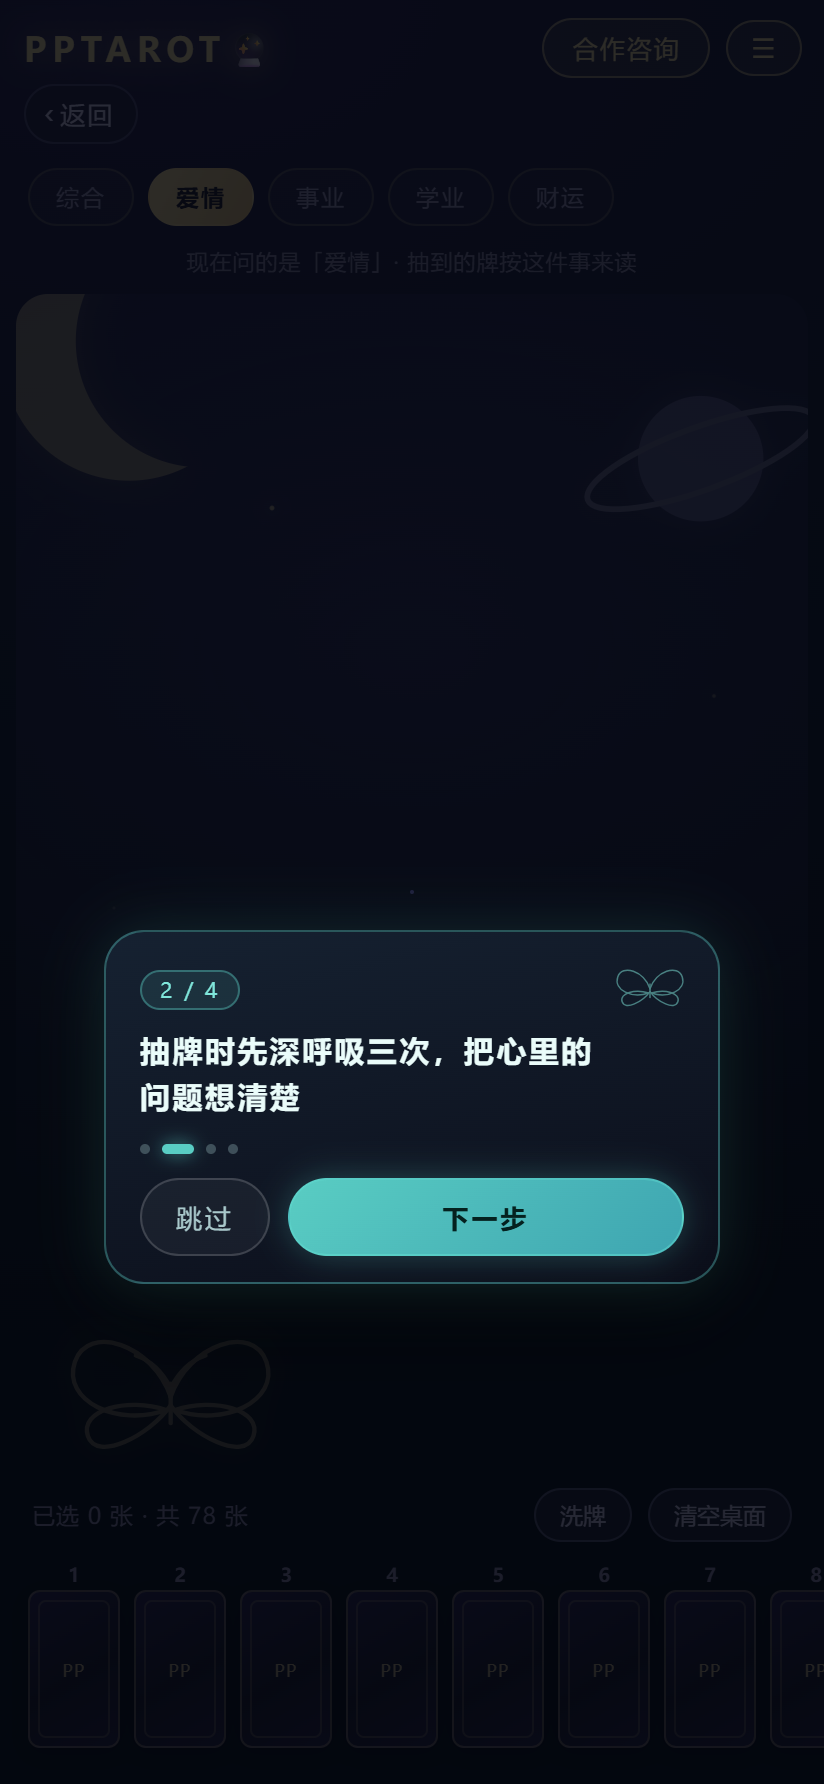 PPTAROT
合作咨询
‹ 返回
综合
爱情
事业
学业
财运
现在问的是「爱情」· 抽到的牌按这件事来读
2 / 4
抽牌时先深呼吸三次，把心里的
问题想清楚
跳过
下一步
已选 0 张 · 共 78 张
洗牌
清空桌面
1 2 3 4 5 6 7 8
PP PP PP PP PP PP PP PP